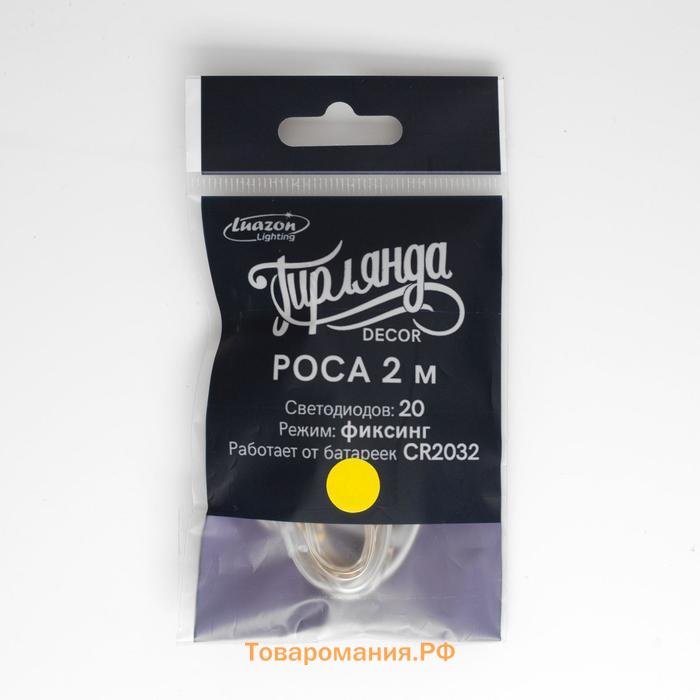 Luazon
Lighting
Гирлянда
DECOR
РОСА 2 м
Светодиодов: 20
Режим: фиксинг
Работает от батареек CR2032
Товаромания.РФ